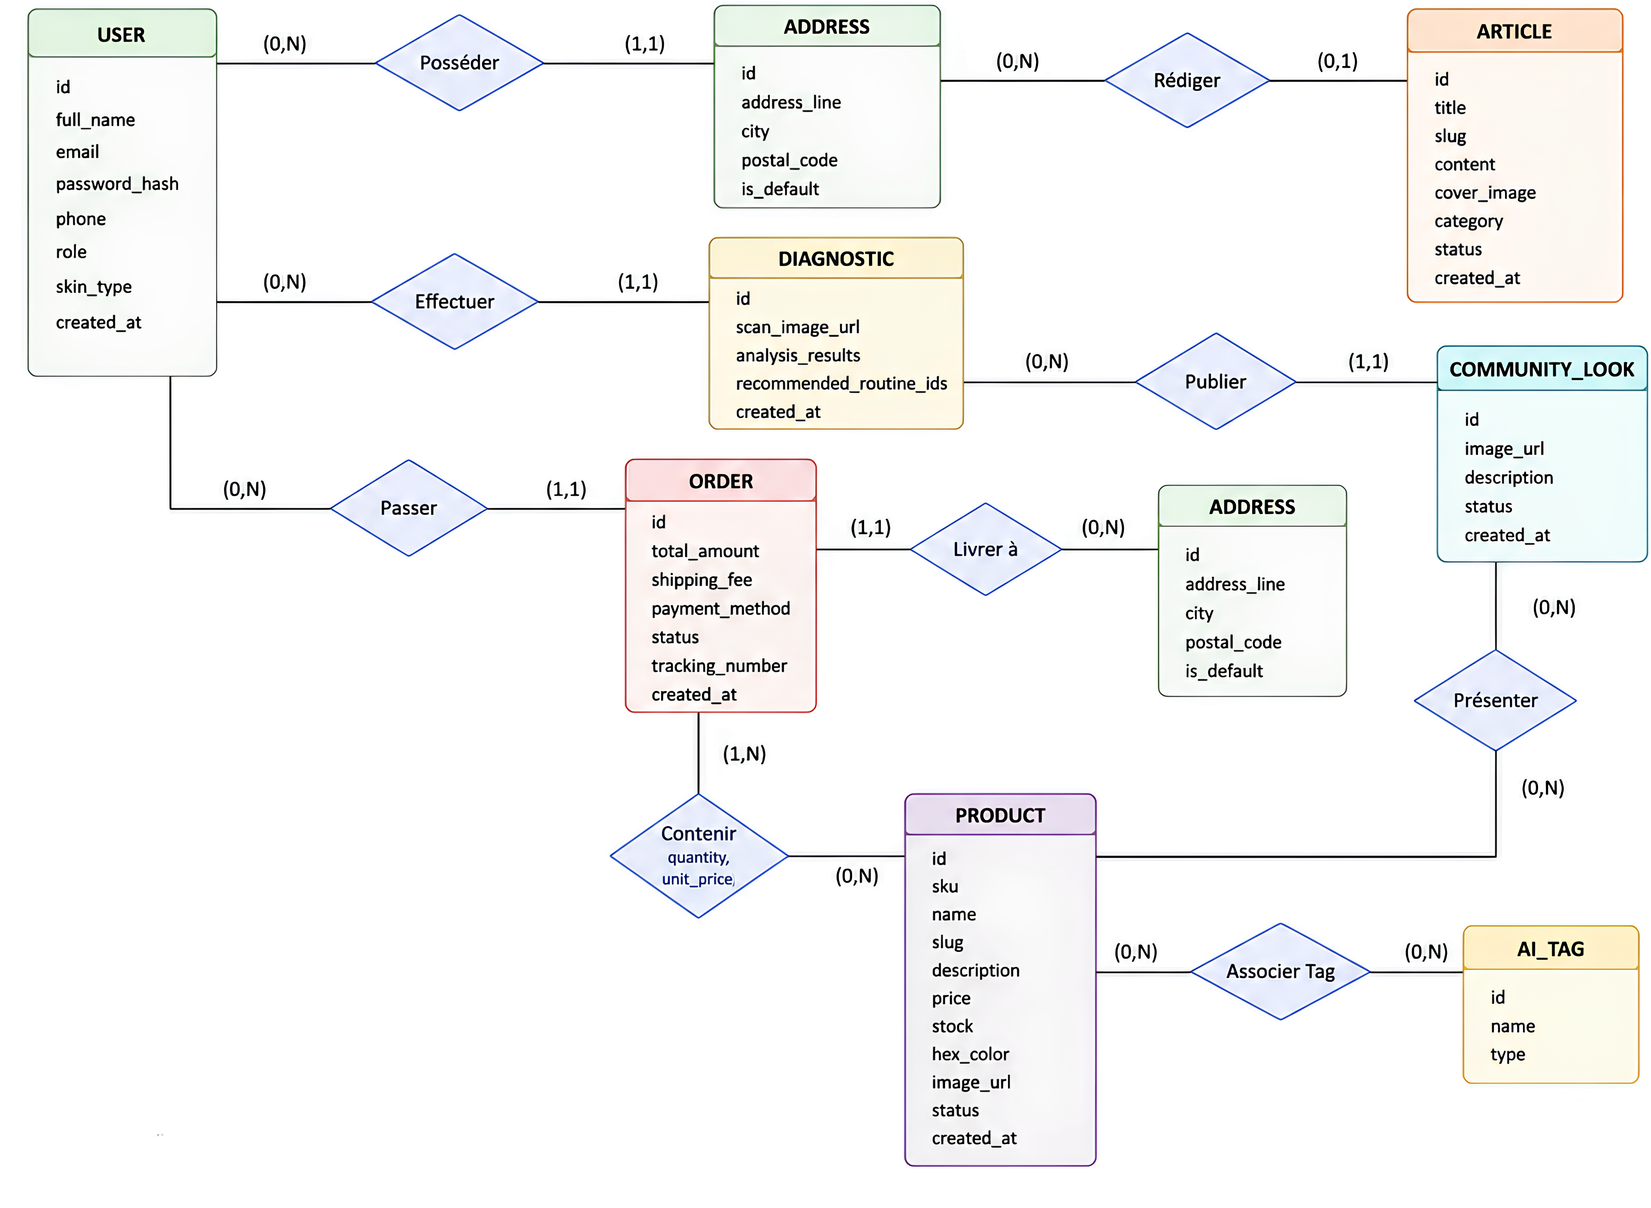 USER
id
full_name
email
password_hash
phone
role
skin_type
created_at
(0,N)
Posséder
(1,1)
ADDRESS
id
address_line
city
postal_code
is_default
(0,N)
Rédiger
(0,1)
ARTICLE
id
title
slug
content
cover_image
category
status
created_at
(0,N)
Effectuer
(1,1)
DIAGNOSTIC
id
scan_image_url
analysis_results
recommended_routine_ids
created_at
(0,N)
Publier
(1,1)
COMMUNITY_LOOK
id
image_url
description
status
created_at
(0,N)
Passer
(1,1)
ORDER
id
total_amount
shipping_fee
payment_method
status
tracking_number
created_at
(1,1)
Livrer à
(0,N)
ADDRESS
id
address_line
city
postal_code
is_default
(0,N)
Présenter
(0,N)
(1,N)
Contenir
quantity,
unit_price
(0,N)
PRODUCT
id
sku
name
slug
description
price
stock
hex_color
image_url
status
created_at
(0,N)
Associer Tag
(0,N)
AI_TAG
id
name
type